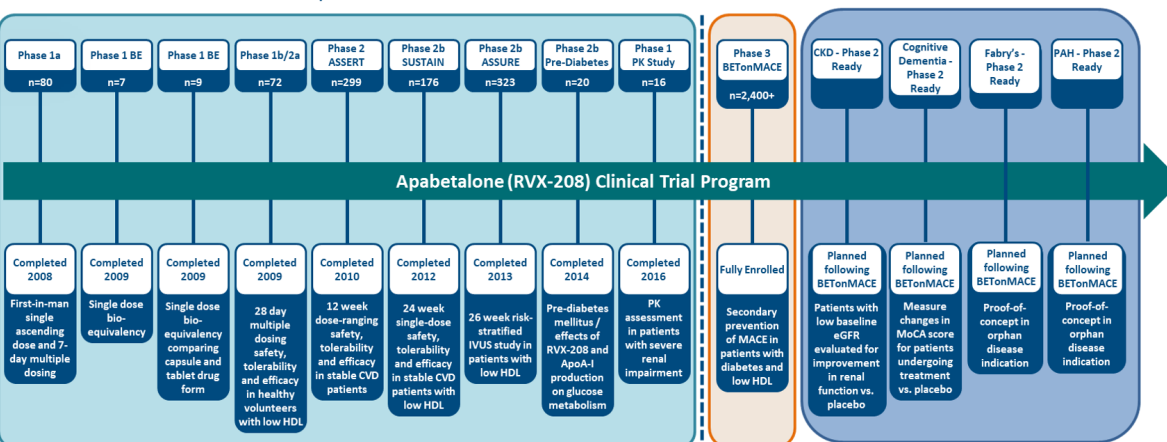 Phase 1a
n=80
Phase 1 BE
n=7
Phase 1 BE
n=9
Phase 1b/2a
n=72
Phase 2
ASSERT
n=299
Phase 2b
SUSTAIN
n=176
Phase 2b
ASSURE
n=323
Phase 2b
Pre-Diabetes
n=20
Phase 1
PK Study
n=16
Phase 3
BETonMACE
n=2,400+
CKD - Phase 2
Ready
Cognitive
Dementia -
Phase 2
Ready
Fabry's -
Phase 2
Ready
PAH - Phase 2
Ready
Apabetalone (RVX-208) Clinical Trial Program
Completed
2008
First-in-man
single
ascending
dose and 7-
day multiple
dosing
Completed
2009
Single dose
bio-
equivalency
Completed
2009
Single dose
bio-
equivalency
comparing
capsule and
tablet drug
form
Completed
2009
28 day
multiple
dosing
safety,
tolerability
and efficacy
in healthy
volunteers
with low HDL
Completed
2010
12 week
dose-ranging
safety,
tolerability
and efficacy
in stable CVD
patients
Completed
2012
24 week
single-dose
safety,
tolerability
and efficacy
in stable CVD
patients with
low HDL
Completed
2013
26 week risk-
stratified
IVUS study in
patients with
low HDL
Completed
2014
Pre-diabetes
mellitus /
effects of
RVX-208 and
ApoA-I
production
on glucose
metabolism
Completed
2016
PK
assessment
in patients
with severe
renal
impairment
Fully Enrolled
Secondary
prevention
of MACE in
patients with
diabetes and
low HDL
Planned
following
BETonMACE
Patients with
low baseline
eGFR
evaluated for
improvement
in renal
function vs.
placebo
Planned
following
BETonMACE
Measure
changes in
MoCA score
for patients
undergoing
treatment
vs. placebo
Planned
following
BETonMACE
Proof-of-
concept in
orphan
disease
indication
Planned
following
BETonMACE
Proof-of-
concept in
orphan
disease
indication